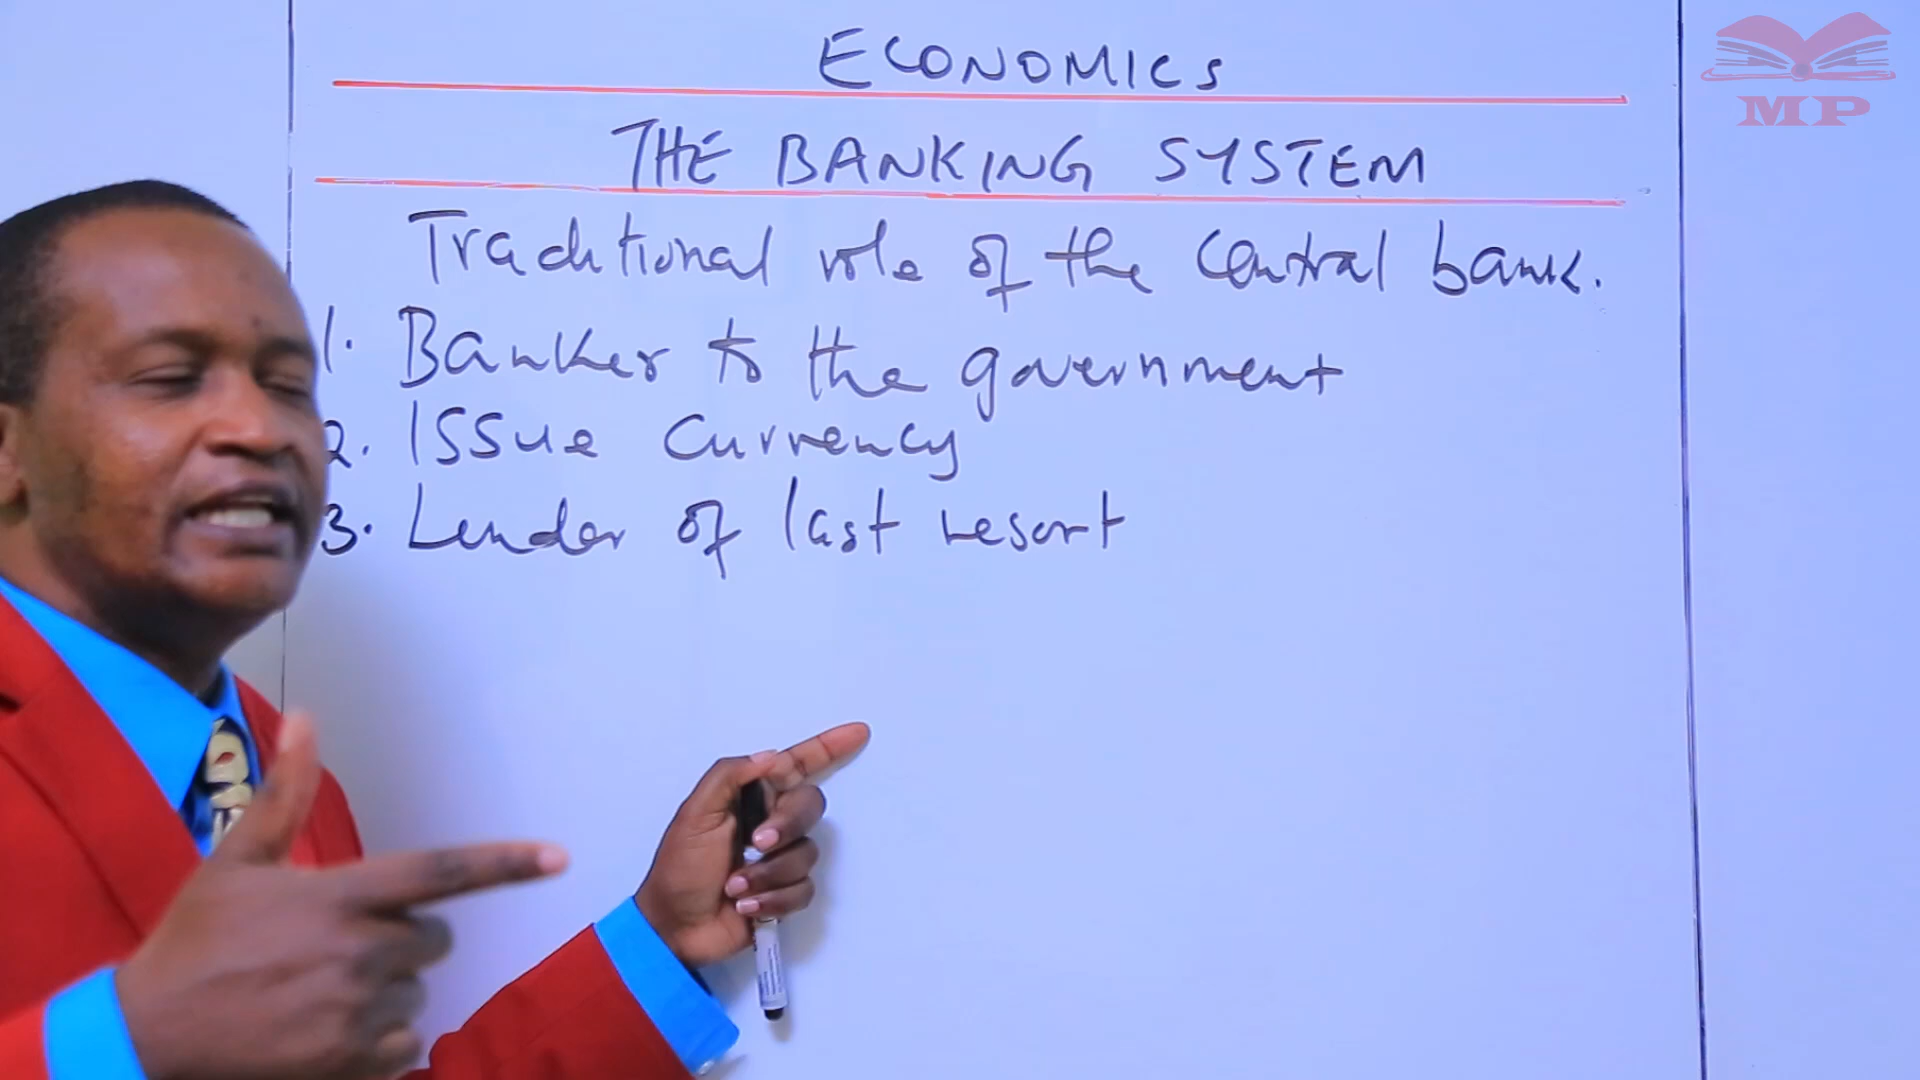 ECONOMICS
MP
THE BANKING SYSTEM
Traditional role of the Central bank.
1. Banker to the government
2. Issue Currency
3. Lender of last resort